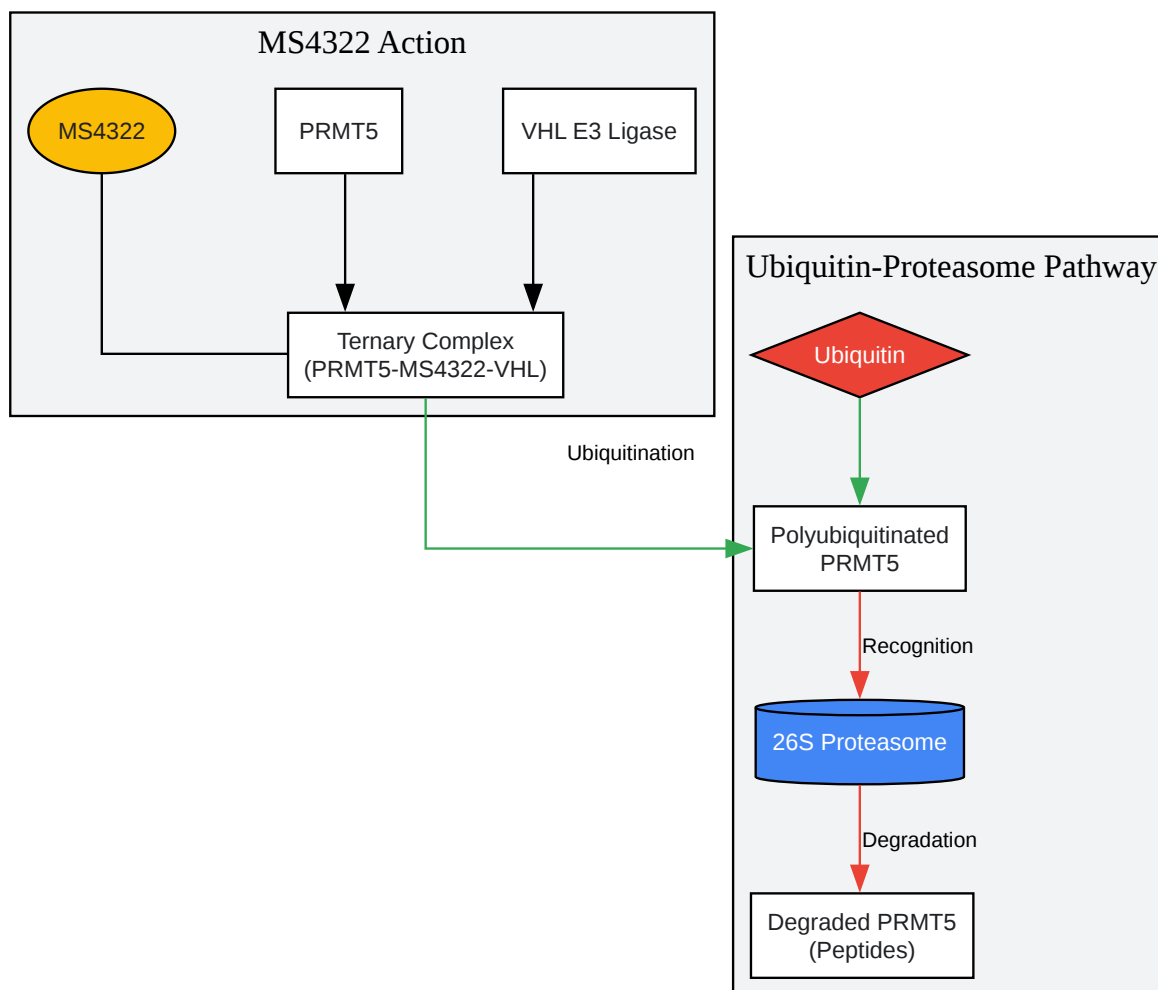 MS4322 Action
MS4322
PRMT5
VHL E3 Ligase
Ternary Complex
(PRMT5-MS4322-VHL)
Ubiquitination
Ubiquitin-Proteasome Pathway
Ubiquitin
Polyubiquitinated
PRMT5
Recognition
26S Proteasome
Degradation
Degraded PRMT5
(Peptides)